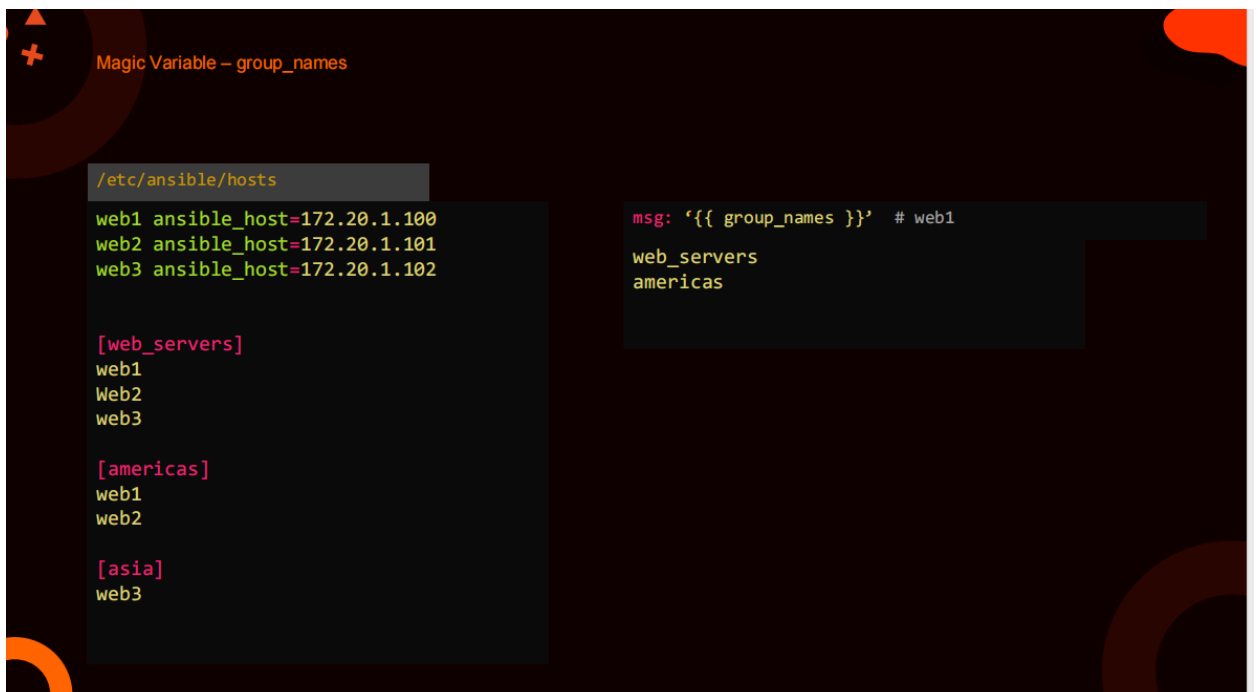 Magic Variable – group_names
/etc/ansible/hosts
web1 ansible_host=172.20.1.100
web2 ansible_host=172.20.1.101
web3 ansible_host=172.20.1.102
[web_servers]
web1
Web2
web3
[americas]
web1
web2
[asia]
web3
msg: ‘{{ group_names }}’ # web1
web_servers
americas